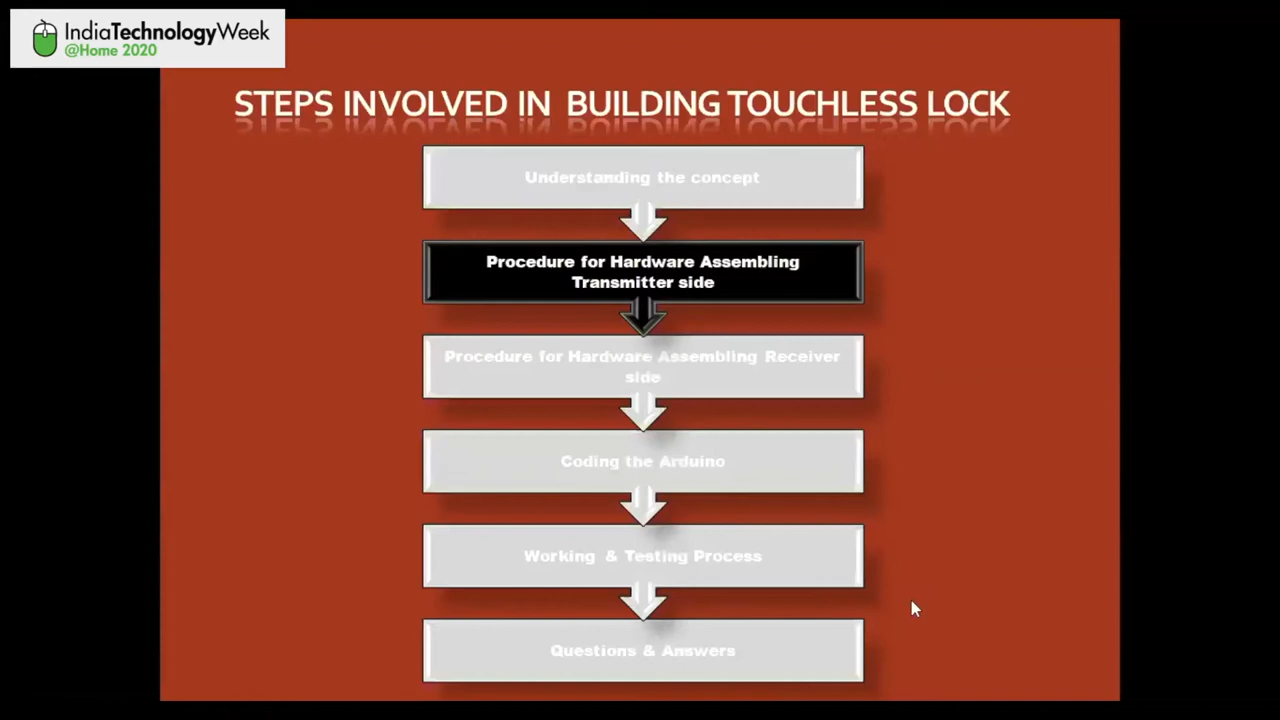 IndiaTechnologyWeek
@Home 2020
STEPS INVOLVED IN BUILDING TOUCHLESS LOCK
Understanding the concept
Procedure for Hardware Assembling
Transmitter side
Procedure for Hardware Assembling Receiver
side
Coding the Arduino
Working & Testing Process
Questions & Answers